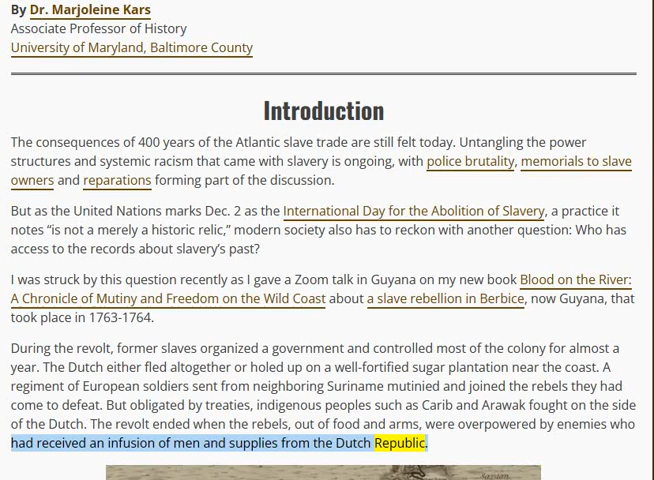 By Dr. Marjoleine Kars
Associate Professor of History
University of Maryland, Baltimore County
Introduction
The consequences of 400 years of the Atlantic slave trade are still felt today. Untangling the power
structures and systemic racism that came with slavery is ongoing, with police brutality, memorials to slave
owners and reparations forming part of the discussion.
But as the United Nations marks Dec. 2 as the International Day for the Abolition of Slavery, a practice it
notes “is not a merely a historic relic,” modern society also has to reckon with another question: Who has
access to the records about slavery’s past?
I was struck by this question recently as I gave a Zoom talk in Guyana on my new book Blood on the River:
A Chronicle of Mutiny and Freedom on the Wild Coast about a slave rebellion in Berbice, now Guyana, that
took place in 1763-1764.
During the revolt, former slaves organized a government and controlled most of the colony for almost a
year. The Dutch either fled altogether or holed up on a well-fortified sugar plantation near the coast. A
regiment of European soldiers sent from neighboring Suriname mutinied and joined the rebels they had
come to defeat. But obligated by treaties, indigenous peoples such as Carib and Arawak fought on the side
of the Dutch. The revolt ended when the rebels, out of food and arms, were overpowered by enemies who
had received an infusion of men and supplies from the Dutch Republic.